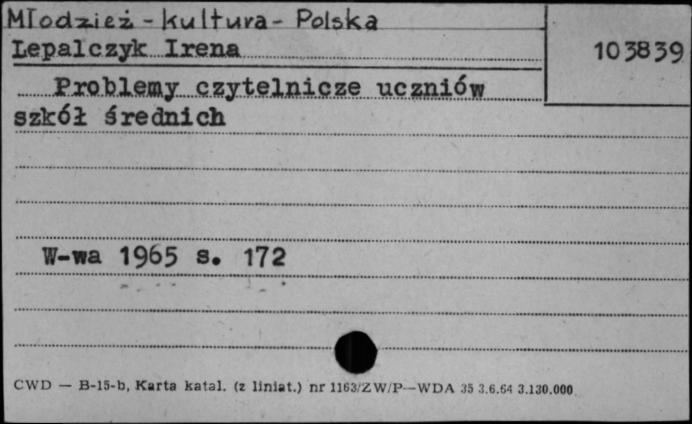 Młodzież - kultura - Polska
Lepalczyk Irena
103839
Problemy czytelnicze uczniów
szkół średnich
W-wa 1965 s. 172
CWD — B-15-b, Karta katal. (z liniat.) nr 1163/ZW/P—WDA 35 3.6.64 3.130.000